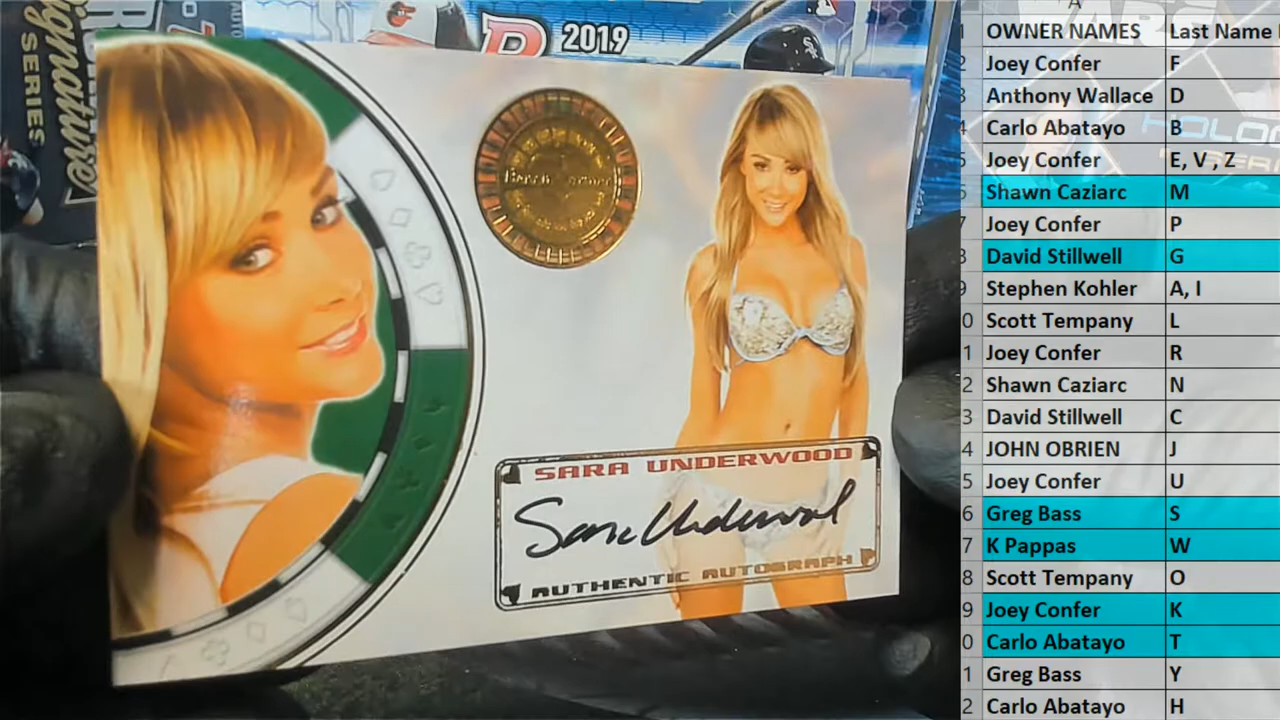 2019
SERIES
Signature
SARA UNDERWOOD
Sara Underwood
AUTHENTIC AUTOGRAPH
A
OWNER NAMES Last Name
Joey Confer F
Anthony Wallace D
Carlo Abatayo B
Joey Confer E, V , Z
Shawn Caziarc M
Joey Confer P
David Stillwell G
Stephen Kohler A, I
Scott Tempany L
Joey Confer R
Shawn Caziarc N
David Stillwell C
JOHN OBRIEN J
Joey Confer U
Greg Bass S
K Pappas W
Scott Tempany O
Joey Confer K
Carlo Abatayo T
Greg Bass Y
Carlo Abatayo H